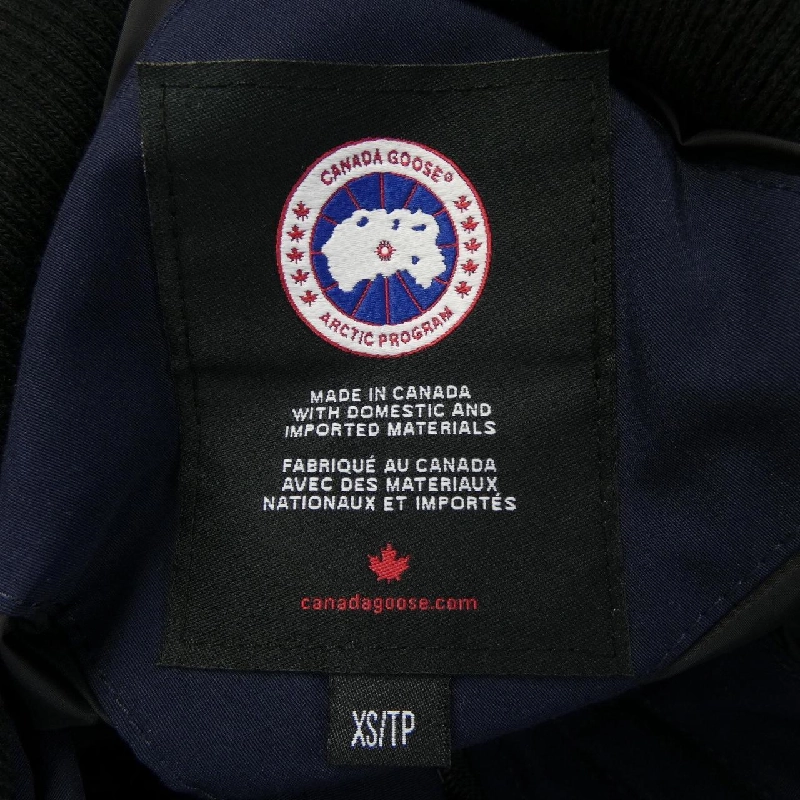 CANADA GOOSE®
ARCTIC PROGRAM
MADE IN CANADA
WITH DOMESTIC AND
IMPORTED MATERIALS
FABRIQUÉ AU CANADA
AVEC DES MATERIAUX
NATIONAUX ET IMPORTÉS
canadagoose.com
XS/TP